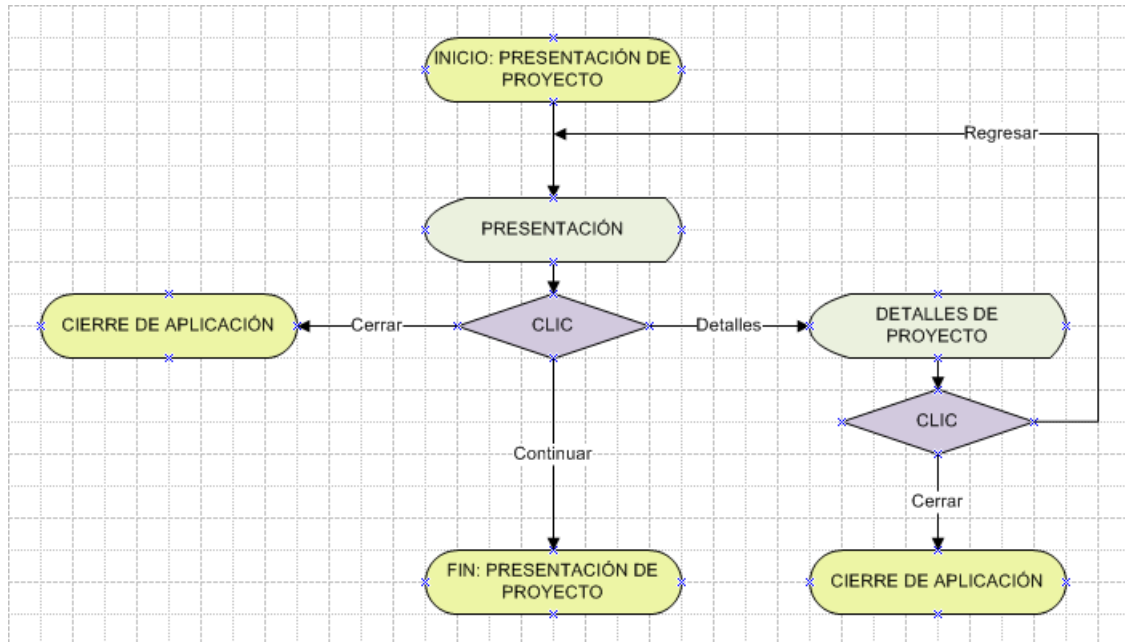 INICIO: PRESENTACIÓN DE
PROYECTO
Regresar
PRESENTACIÓN
CIERRE DE APLICACIÓN
Cerrar
CLIC
Detalles
DETALLES DE
PROYECTO
CLIC
Continuar
Cerrar
FIN: PRESENTACIÓN DE
PROYECTO
CIERRE DE APLICACIÓN